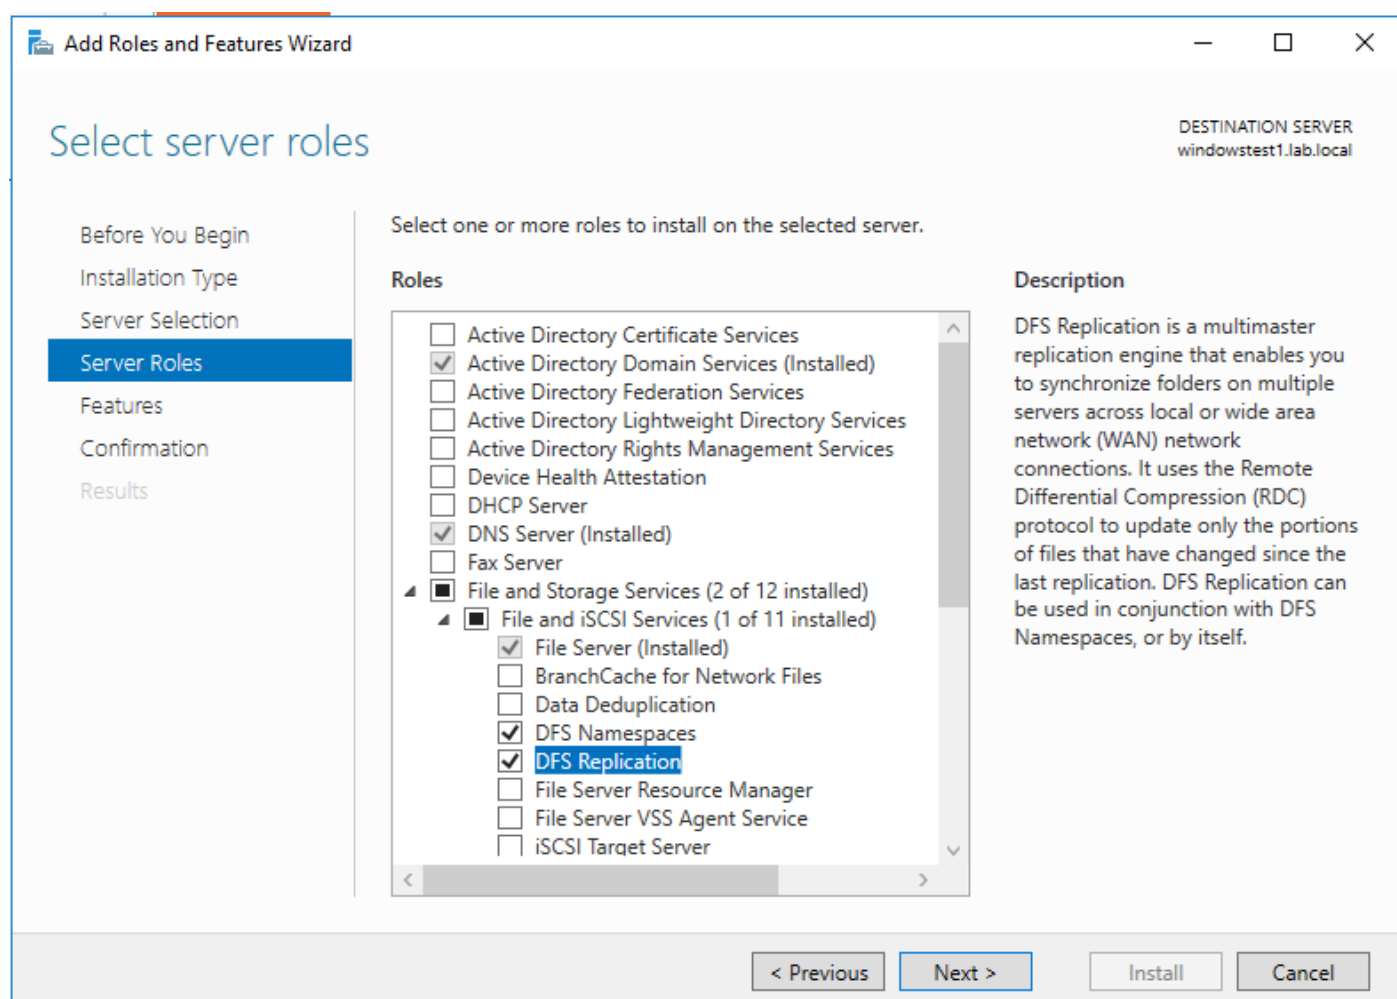 Add Roles and Features Wizard
Select server roles
DESTINATION SERVER
windowstest1.lab.local
Before You Begin
Installation Type
Server Selection
Server Roles
Features
Confirmation
Results
Select one or more roles to install on the selected server.
Roles
Active Directory Certificate Services
Active Directory Domain Services (Installed)
Active Directory Federation Services
Active Directory Lightweight Directory Services
Active Directory Rights Management Services
Device Health Attestation
DHCP Server
DNS Server (Installed)
Fax Server
File and Storage Services (2 of 12 installed)
File and iSCSI Services (1 of 11 installed)
File Server (Installed)
BranchCache for Network Files
Data Deduplication
DFS Namespaces
DFS Replication
File Server Resource Manager
File Server VSS Agent Service
iSCSI Target Server
Description
DFS Replication is a multimaster
replication engine that enables you
to synchronize folders on multiple
servers across local or wide area
network (WAN) network
connections. It uses the Remote
Differential Compression (RDC)
protocol to update only the portions
of files that have changed since the
last replication. DFS Replication can
be used in conjunction with DFS
Namespaces, or by itself.
< Previous
Next >
Install
Cancel